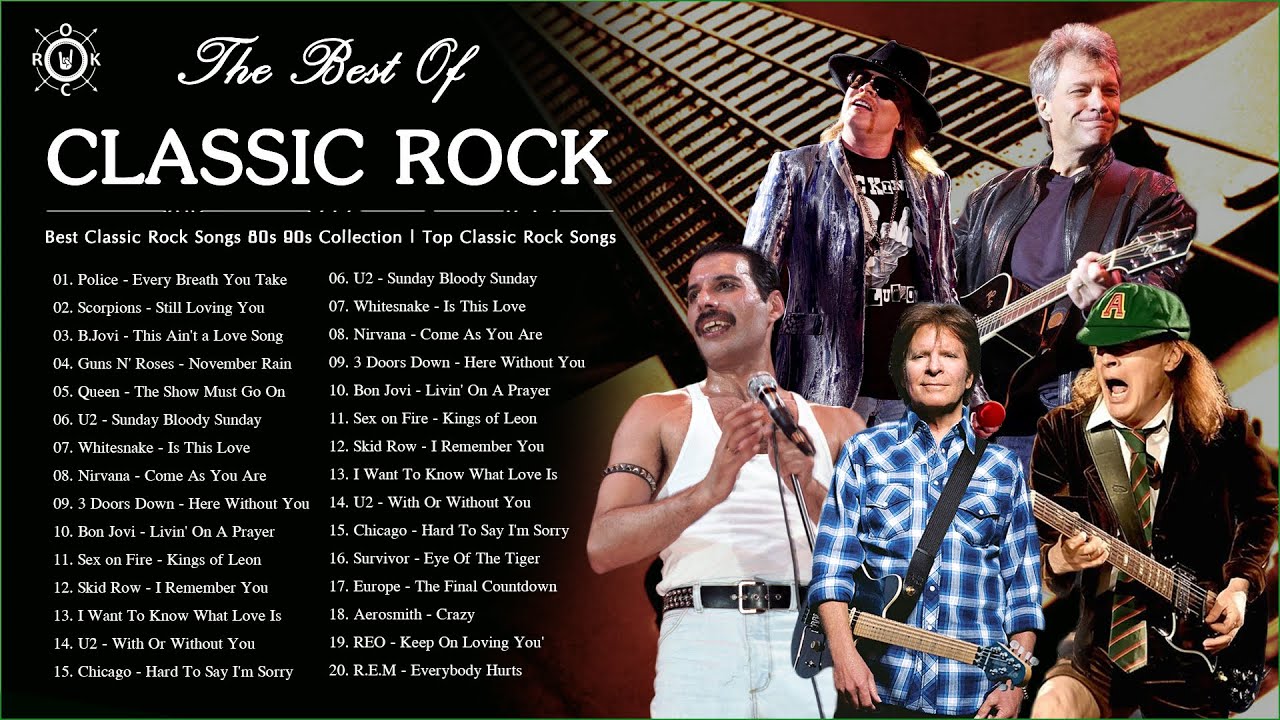 O
R K
C
The Best Of
CLASSIC ROCK
Best Classic Rock Songs 80s 90s Collection | Top Classic Rock Songs
01. Police - Every Breath You Take
02. Scorpions - Still Loving You
03. B.Jovi - This Ain't a Love Song
04. Guns N' Roses - November Rain
05. Queen - The Show Must Go On
06. U2 - Sunday Bloody Sunday
07. Whitesnake - Is This Love
08. Nirvana - Come As You Are
09. 3 Doors Down - Here Without You
10. Bon Jovi - Livin' On A Prayer
11. Sex on Fire - Kings of Leon
12. Skid Row - I Remember You
13. I Want To Know What Love Is
14. U2 - With Or Without You
15. Chicago - Hard To Say I'm Sorry
06. U2 - Sunday Bloody Sunday
07. Whitesnake - Is This Love
08. Nirvana - Come As You Are
09. 3 Doors Down - Here Without You
10. Bon Jovi - Livin' On A Prayer
11. Sex on Fire - Kings of Leon
12. Skid Row - I Remember You
13. I Want To Know What Love Is
14. U2 - With Or Without You
15. Chicago - Hard To Say I'm Sorry
16. Survivor - Eye Of The Tiger
17. Europe - The Final Countdown
18. Aerosmith - Crazy
19. REO - Keep On Loving You'
20. R.E.M - Everybody Hurts
A